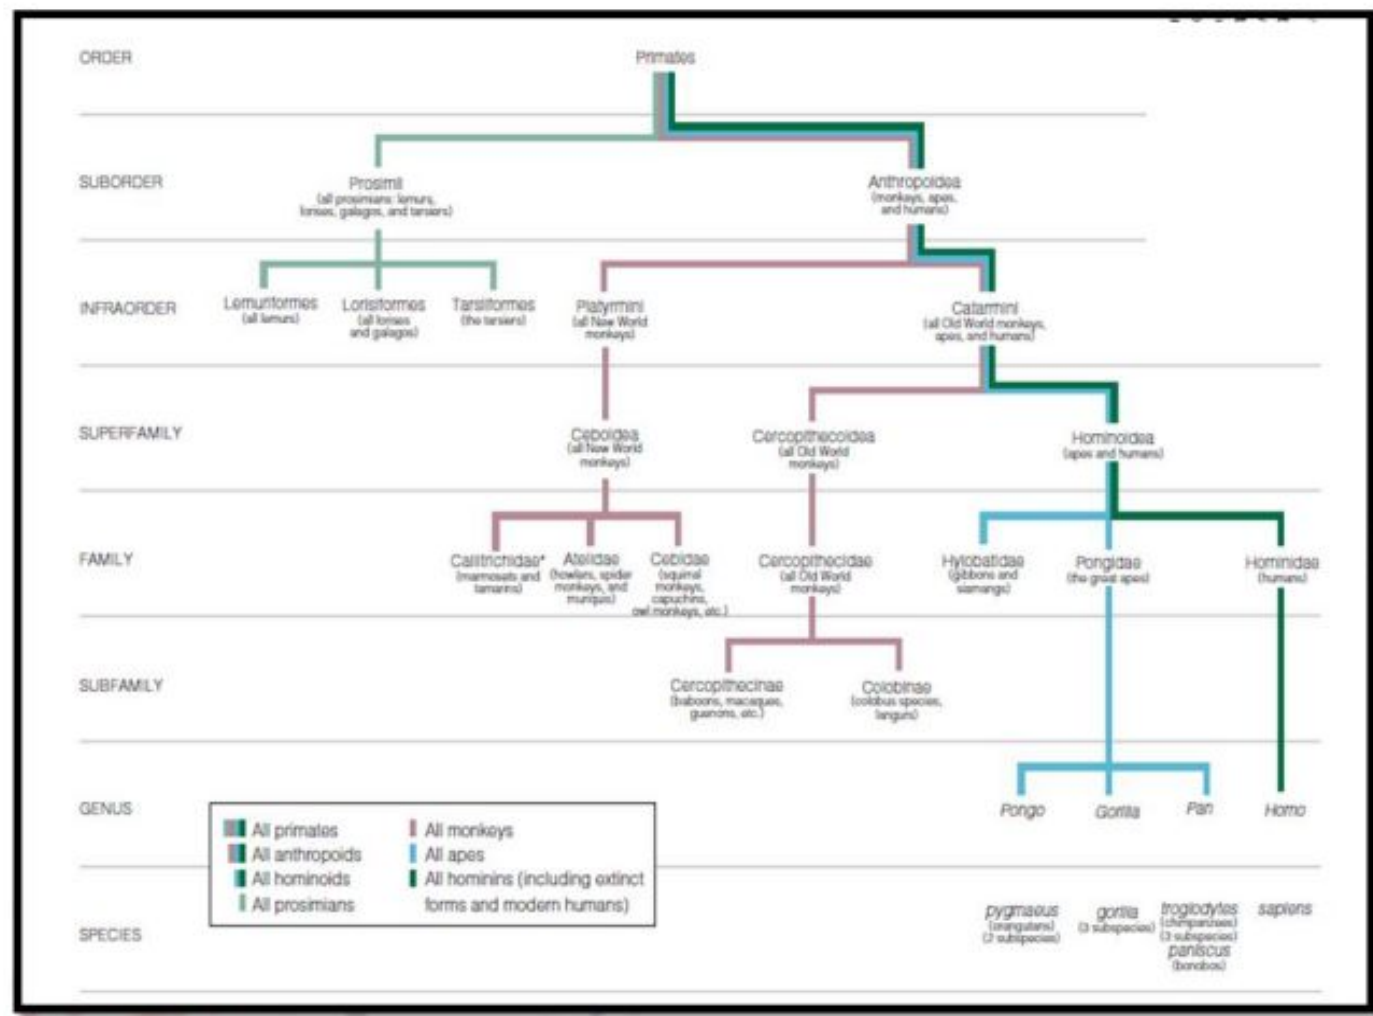 ORDER
Primates
SUBORDER
Prosimii
(all prosimians: lemurs,
lorises, galagos, and tarsiers)
Anthropoidea
(monkeys, apes,
and humans)
INFRAORDER
Lemuriformes
(all lemurs)
Lorisiformes
(all lorises
and galagos)
Tarsiiformes
(the tarsiers)
Platyrrhini
(all New World
monkeys)
Catarrhini
(all Old World monkeys,
apes, and humans)
SUPERFAMILY
Ceboidea
(all New World
monkeys)
Cercopithecoidea
(all Old World
monkeys)
Hominoidea
(apes and humans)
FAMILY
Callitrichidae*
(marmosets and
tamarins)
Atelidae
(howlers, spider
monkeys, and
muriquis)
Cebidae
(squirrel
monkeys,
capuchins,
owl monkeys, etc.)
Cercopithecidae
(all Old World
monkeys)
Hylobatidae
(gibbons and
siamangs)
Pongidae
(the great apes)
Hominidae
(humans)
SUBFAMILY
Cercopithecinae
(baboons, macaques,
guenons, etc.)
Colobinae
(colobus species,
langurs)
GENUS
Pongo
Gorilla
Pan
Homo
All primates
All anthropoids
All hominoids
All prosimians
All monkeys
All apes
All hominins (including extinct
forms and modern humans)
SPECIES
pygmaeus
(orangutans)
(2 subspecies)
gorilla
(3 subspecies)
troglodytes
(chimpanzees)
(3 subspecies)
paniscus
(bonobos)
sapiens